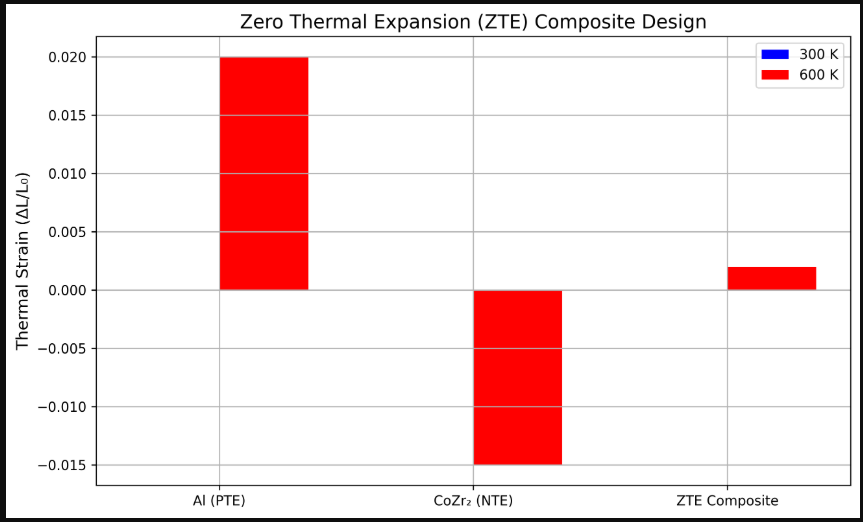 Zero Thermal Expansion (ZTE) Composite Design
300 K
600 K
Thermal Strain (ΔL/L₀)
0.020
0.015
0.010
0.005
0.000
−0.005
−0.010
−0.015
Al (PTE)
CoZr₂ (NTE)
ZTE Composite